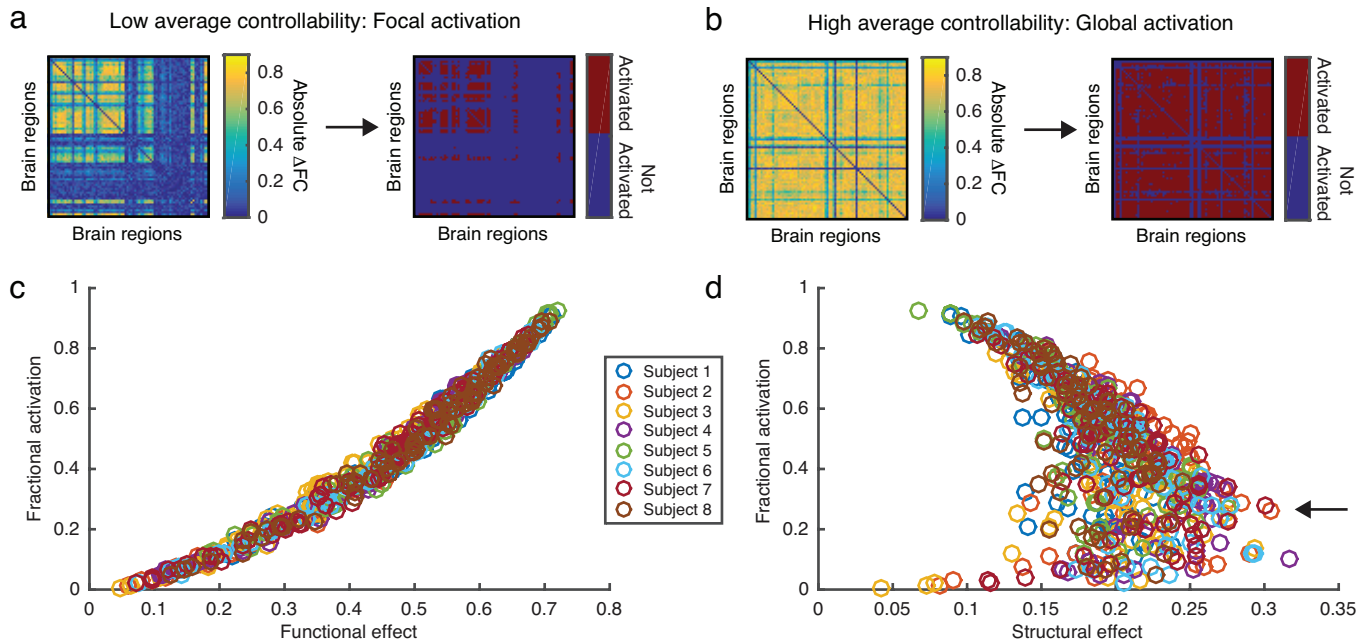 a
Low average controllability: Focal activation
Brain regions
Brain regions
0.8
0.6
0.4
0.2
0
Absolute ΔFC
Brain regions
Brain regions
Activated
Not
Activated
b
High average controllability: Global activation
Brain regions
Brain regions
0.8
0.6
0.4
0.2
0
Absolute ΔFC
Brain regions
Brain regions
Activated
Not
Activated
c
Fractional activation
1
0.8
0.6
0.4
0.2
0
0 0.1 0.2 0.3 0.4 0.5 0.6 0.7 0.8
Functional effect
Subject 1
Subject 2
Subject 3
Subject 4
Subject 5
Subject 6
Subject 7
Subject 8
d
Fractional activation
1
0.8
0.6
0.4
0.2
0
0 0.05 0.1 0.15 0.2 0.25 0.3 0.35
Structural effect